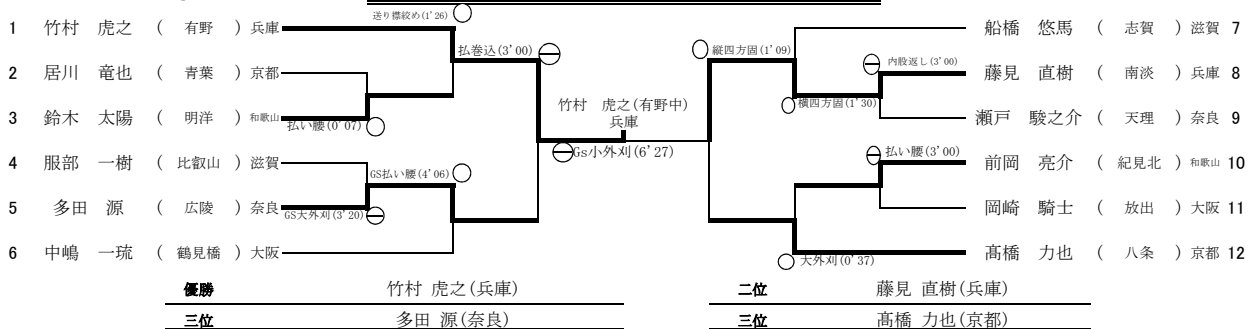 1 竹村 虎之 ( 有野 ) 兵庫
2 居川 竜也 ( 青葉 ) 京都
3 鈴木 太陽 ( 明洋 ) 和歌山
4 服部 一樹 ( 比叡山 ) 滋賀
5 多田 源 ( 広陵 ) 奈良
6 中嶋 一琉 ( 鶴見橋 ) 大阪
送り襟絞め(1'26)
払い腰(0'07)
GS大外刈(3'20)
払巻込(3'00)
GS払い腰(4'06)
竹村 虎之(有野中)
兵庫
Gs小外刈(6'27)
縦四方固(1'09)
横四方固(1'30)
大外刈(0'37)
内股返し(3'00)
払い腰(3'00)
船橋 悠馬 ( 志賀 ) 滋賀 7
藤見 直樹 ( 南淡 ) 兵庫 8
瀬戸 駿之介 ( 天理 ) 奈良 9
前岡 亮介 ( 紀見北 ) 和歌山 10
岡崎 騎士 ( 放出 ) 大阪 11
髙橋 力也 ( 八条 ) 京都 12
優勝 竹村 虎之(兵庫) 二位 藤見 直樹(兵庫)
三位 多田 源(奈良) 三位 髙橋 力也(京都)